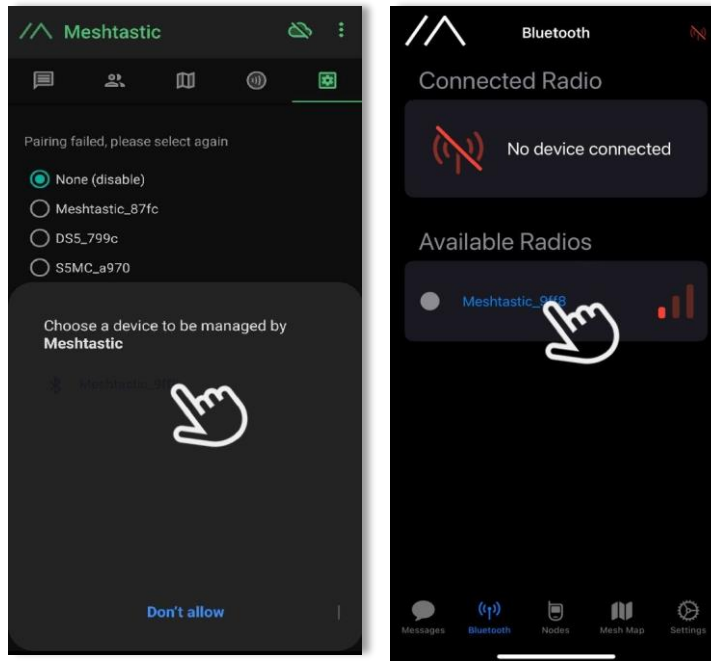 Meshtastic
Pairing failed, please select again
None (disable)
Meshtastic_87fc
DS5_799c
S5MC_a970
Choose a device to be managed by
Meshtastic
Don't allow
Bluetooth
Connected Radio
No device connected
Available Radios
Meshtastic_9ff8
Messages
Bluetooth
Nodes
Mesh Map
Settings